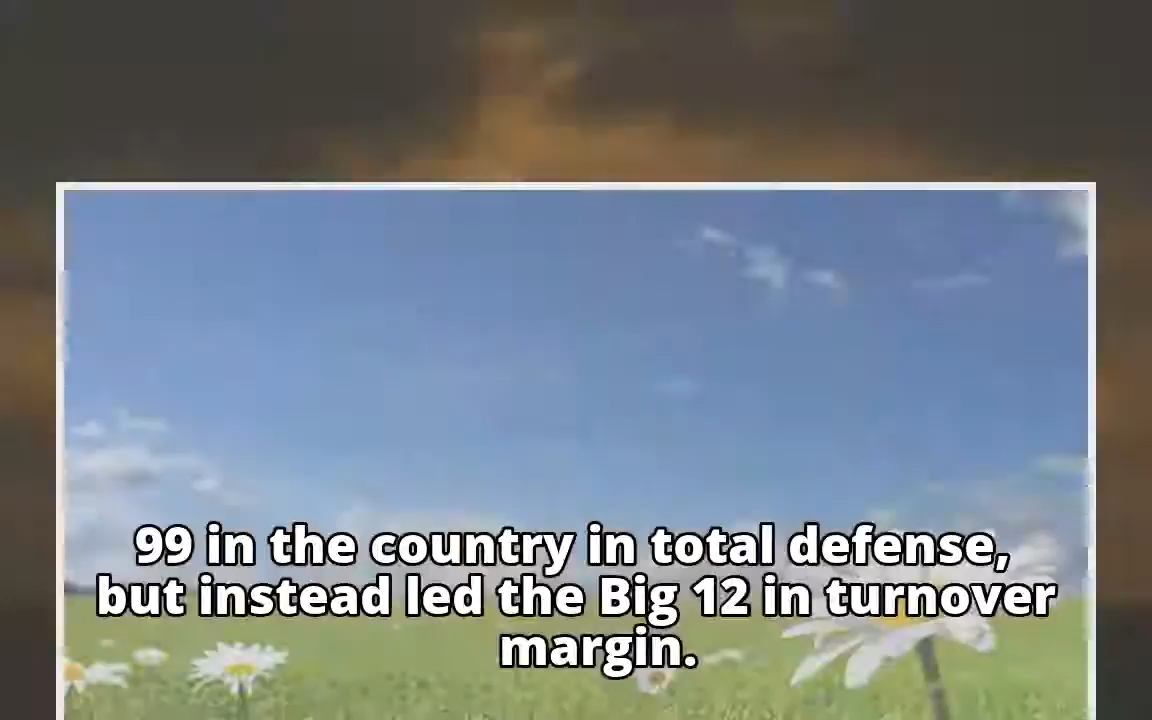 99 in the country in total defense,
but instead led the Big 12 in turnover
margin.